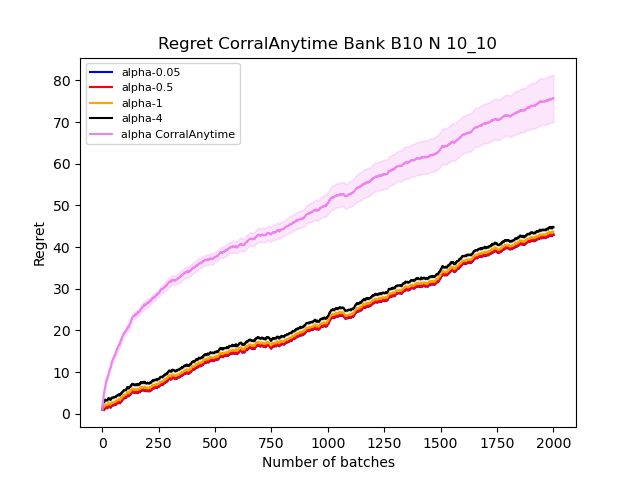 Regret CorralAnytime Bank B10 N 10_10
alpha-0.05
alpha-0.5
alpha-1
alpha-4
alpha CorralAnytime
Regret
80
70
60
50
40
30
20
10
0
0 250 500 750 1000 1250 1500 1750 2000
Number of batches